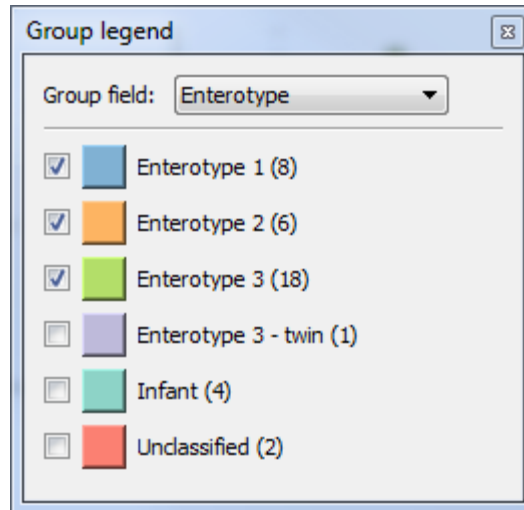 Group legend
Group field: Enterotype
Enterotype 1 (8)
Enterotype 2 (6)
Enterotype 3 (18)
Enterotype 3 - twin (1)
Infant (4)
Unclassified (2)